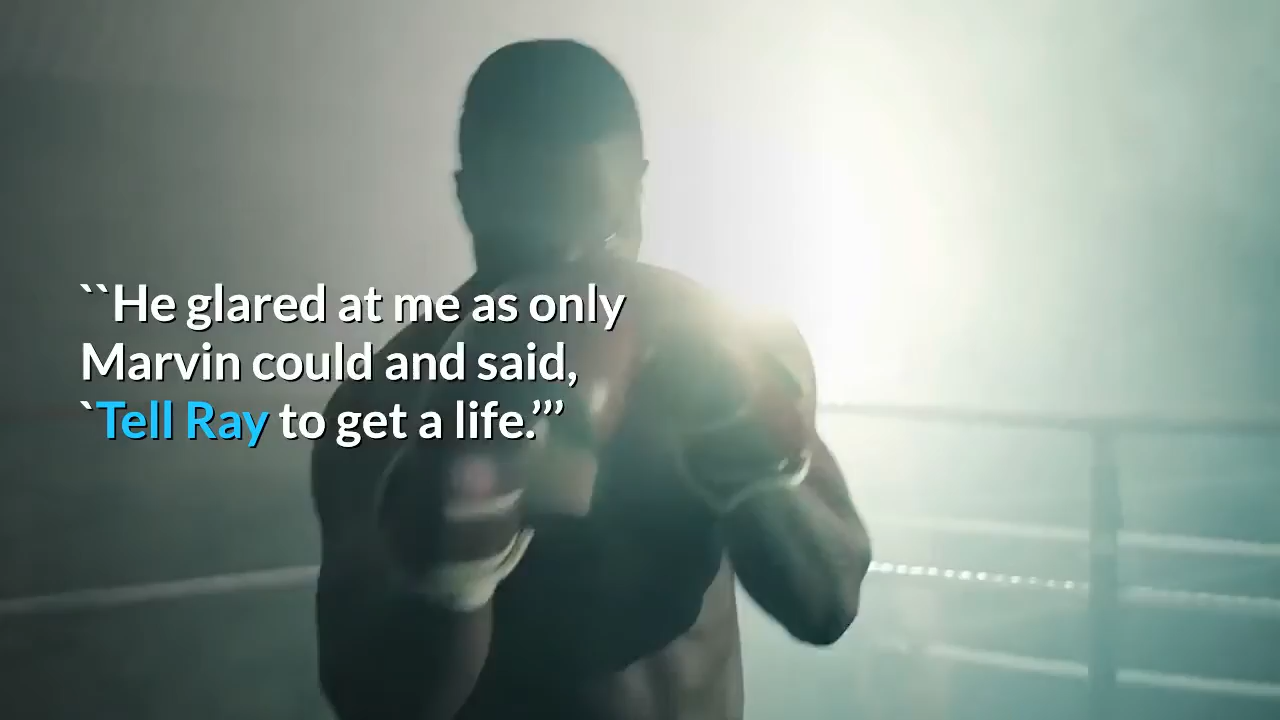 ``He glared at me as only
Marvin could and said,
`Tell Ray to get a life.’’’